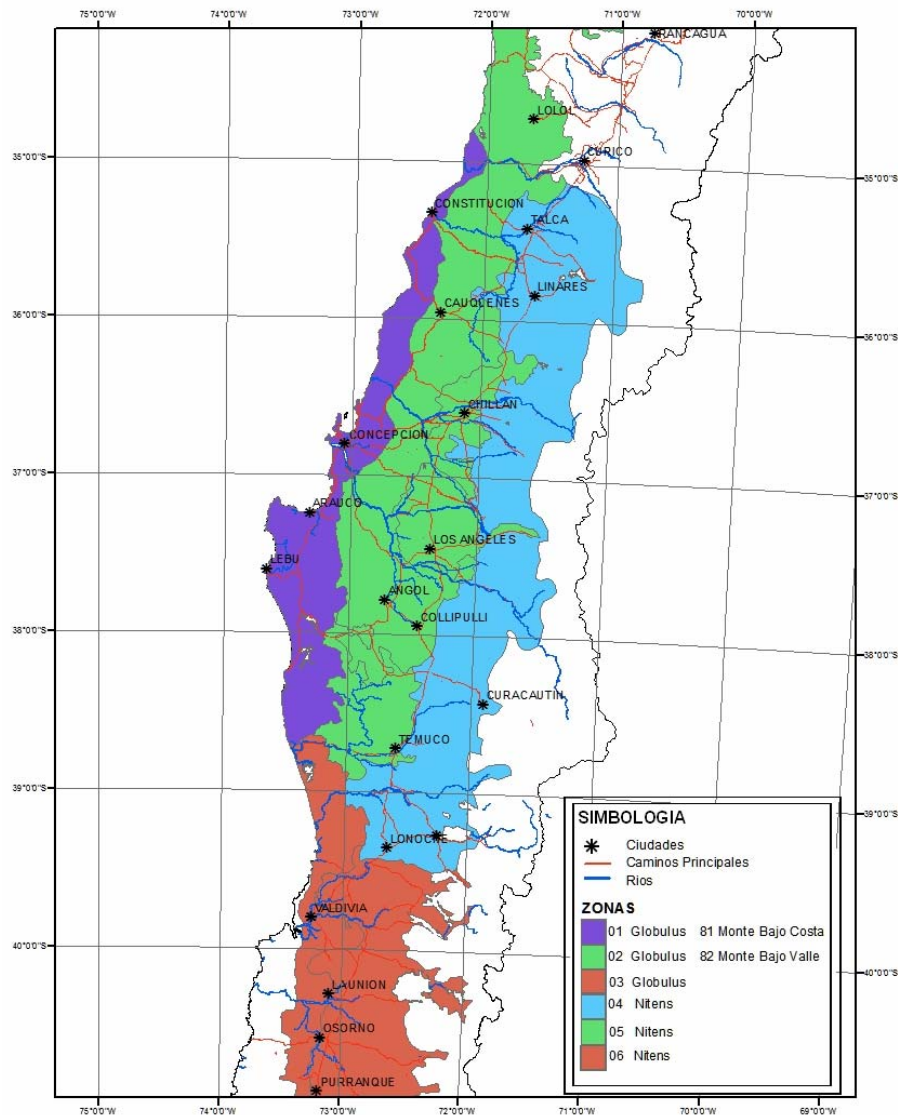 75°0'0"W 74°0'0"W 73°0'0"W 72°0'0"W 71°0'0"W 70°0'0"W
RANCAGUA
LOLOL
CURICO
35°0'0"S 35°0'0"S
CONSTITUCION
TALCA
LINARES
CAUQUENES
36°0'0"S 36°0'0"S
CHILLAN
CONCEPCION
37°0'0"S 37°0'0"S
ARAUCO
LOS ANGELES
LEBU
ANGOL
COLLIPULLI
38°0'0"S 38°0'0"S
CURACAUTIN
TEMUCO
39°0'0"S 39°0'0"S
LONOCHE
VALDIVIA
40°0'0"S 40°0'0"S
LAUNION
OSORNO
PURRANQUE
SIMBOLOGIA
Ciudades
Caminos Principales
Rios
ZONAS
01 Globulus 81 Monte Bajo Costa
02 Globulus 82 Monte Bajo Valle
03 Globulus
04 Nitens
05 Nitens
06 Nitens
75°0'0"W 74°0'0"W 73°0'0"W 72°0'0"W 71°0'0"W 70°0'0"W 69°0'0"W